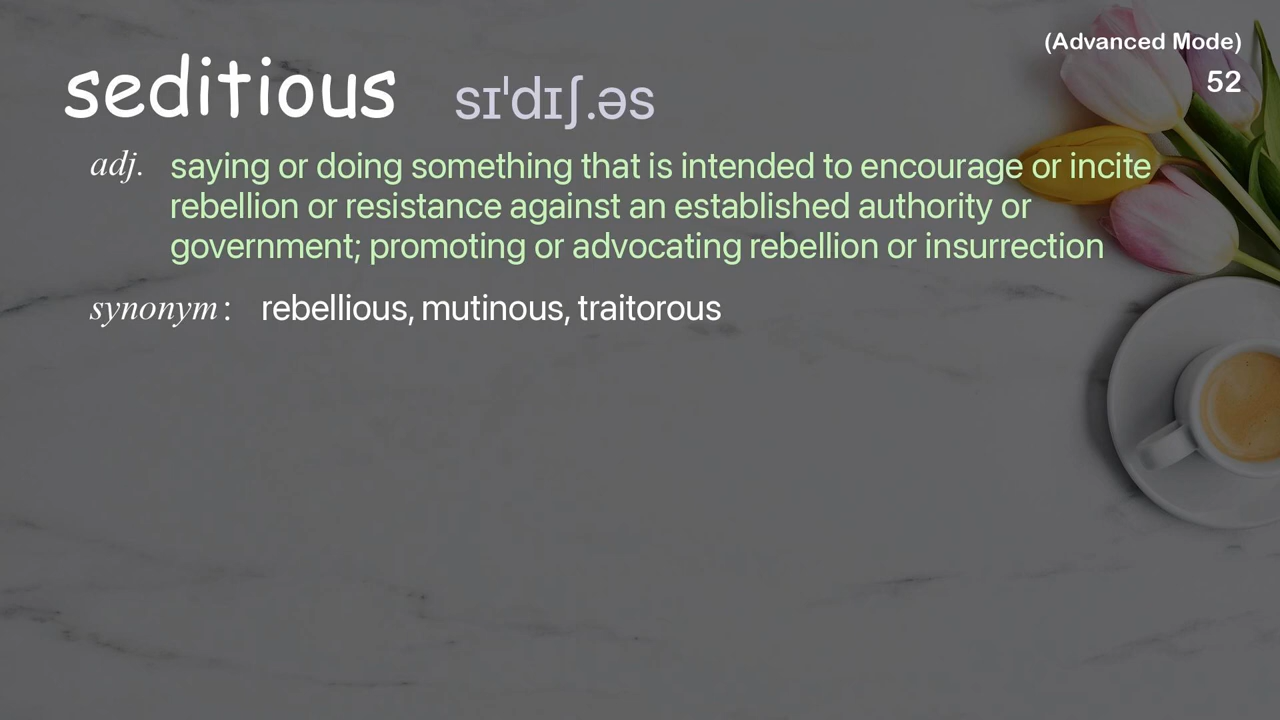 (Advanced Mode)
52
seditious sɪˈdɪʃ.əs
adj. saying or doing something that is intended to encourage or incite
rebellion or resistance against an established authority or
government; promoting or advocating rebellion or insurrection
synonym : rebellious, mutinous, traitorous